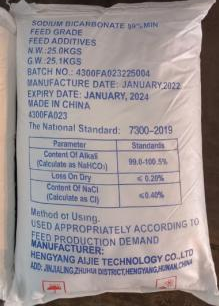 SODIUM BICARBONATE 99% MIN
FEED GRADE
FEED ADDITIVES
N.W.:25.0KGS
G.W.:25.1KGS
BATCH NO.: 4300FA023225004
MANUFACTURE DATE: JANUARY,2022
EXPIRY DATE: JANUARY, 2024
MADE IN CHINA
4300FA023
The National Standard: 7300-2019
Parameter Standards
Content Of Alkali (Calculate as NaHCO₃) 99.0-100.5%
Loss On Dry ≤ 0.20%
Content Of NaCl (Calculate as Cl) ≤0.40%
Method of Using.
USED APPROPRIATELY ACCORDING TO
FEED PRODUCTION DEMAND
MANUFACTURER:
HENGYANG AIJIE TECHNOLOGY CO.,LTD
ADD: JINJIALING,ZHUHUI DISTRICT,HENGYANG,HUNAN,CHINA